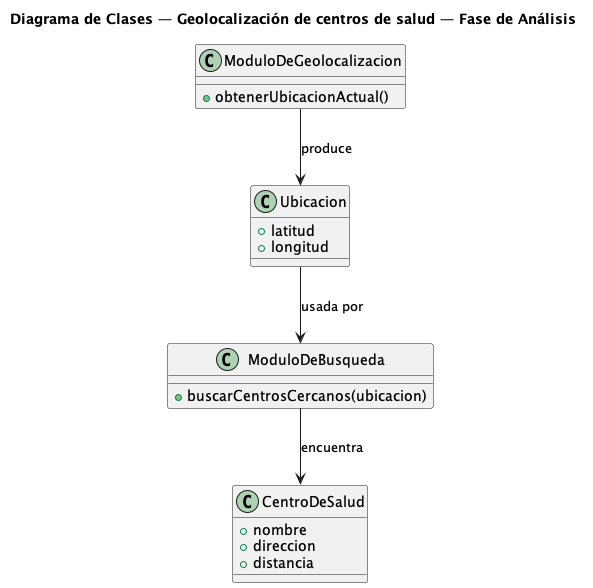 Diagrama de Clases — Geolocalización de centros de salud — Fase de Análisis
C ModuloDeGeolocalizacion
obtenerUbicacionActual()
produce
C Ubicacion
latitud
longitud
usada por
C ModuloDeBusqueda
buscarCentrosCercanos(ubicacion)
encuentra
C CentroDeSalud
nombre
direccion
distancia